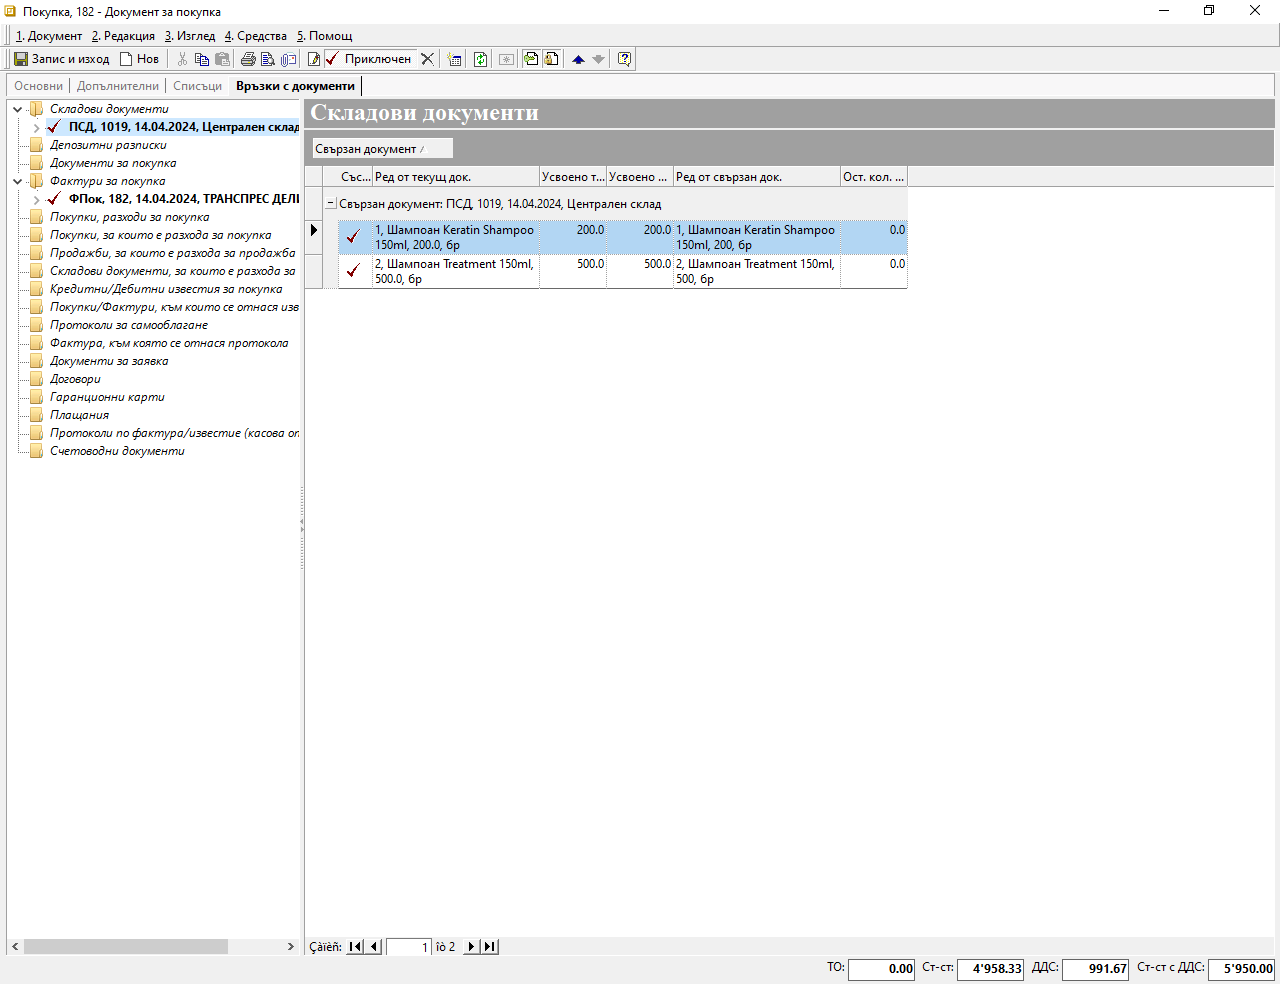 Покупка, 182 - Документ за покупка
1. Документ 2. Редакция 3. Изглед 4. Средства 5. Помощ
Запис и изход Нов Приключен
Основни Допълнителни Списъци Връзки с документи
Складови документи
ПСД, 1019, 14.04.2024, Централен склад
Депозитни разписки
Документи за покупка
Фактури за покупка
ФПок, 182, 14.04.2024, ТРАНСПРЕС ДЕЛІ
Покупки, разходи за покупка
Покупки, за които е разхода за покупка
Продажби, за които е разхода за продажба
Складови документи, за които е разхода за
Кредитни/Дебитни известия за покупка
Покупки/Фактури, към които се отнася изв
Протоколи за самооблагане
Фактура, към която се отнася протокола
Документи за заявка
Договори
Гаранционни карти
Плащания
Протоколи по фактура/известие (касова от
Счетоводни документи
Складови документи
Свързан документ
Със... Ред от текущ док. Усвоено т... Усвоено ... Ред от свързан док. Ост. кол. ...
Свързан документ: ПСД, 1019, 14.04.2024, Централен склад
1, Шампоан Keratin Shampoo 150ml, 200.0, бр 200.0 200.0 1, Шампоан Keratin Shampoo 150ml, 200, бр 0.0
2, Шампоан Treatment 150ml, 500.0, бр 500.0 500.0 2, Шампоан Treatment 150ml, 500, бр 0.0
Çàïèñ: 1 îò 2
ТО: 0.00 Ст-ст: 4'958.33 ДДС: 991.67 Ст-ст с ДДС: 5'950.00